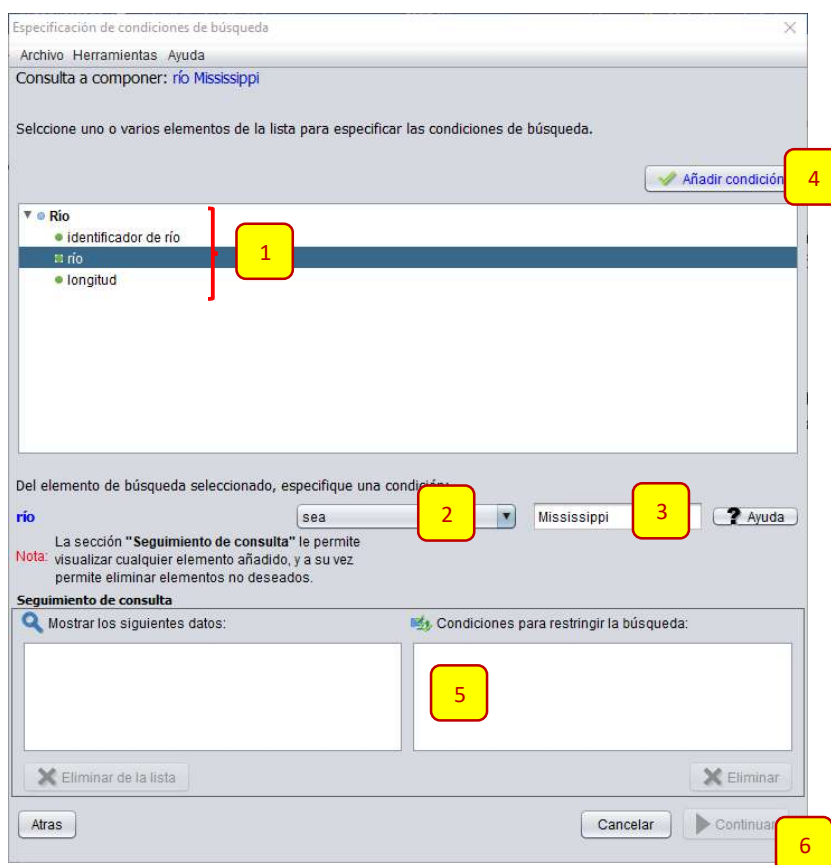 Especificación de condiciones de búsqueda
Archivo Herramientas Ayuda
Consulta a componer: río Mississippi
Selccione uno o varios elementos de la lista para especificar las condiciones de búsqueda.
Añadir condición 4
Río
identificador de río
1
río
longitud
Del elemento de búsqueda seleccionado, especifique una condición:
río sea 2 Mississippi 3 ? Ayuda
La sección "Seguimiento de consulta" le permite
Nota: visualizar cualquier elemento añadido, y a su vez
permite eliminar elementos no deseados.
Seguimiento de consulta
Mostrar los siguientes datos: Condiciones para restringir la búsqueda:
5
Eliminar de la lista Eliminar
Atras Cancelar Continuar
6